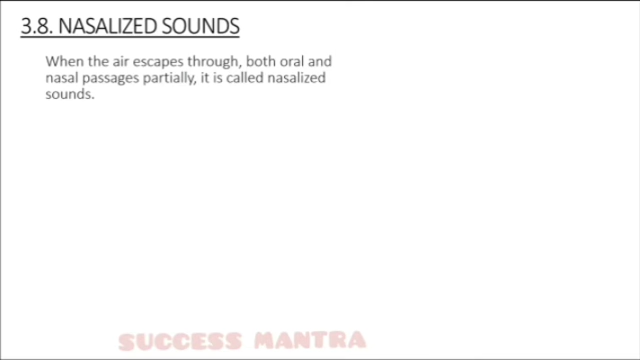 3.8. NASALIZED SOUNDS
When the air escapes through, both oral and
nasal passages partially, it is called nasalized
sounds.
SUCCESS MANTRA